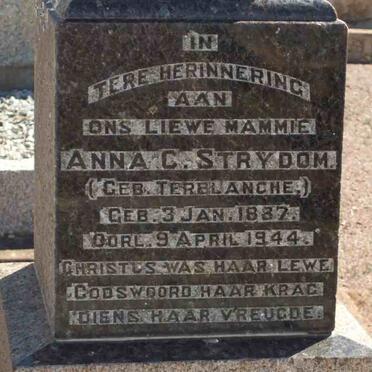 IN
TERE HERINNERING
AAN
ONS LIEWE MAMMIE
ANNA C. STRYDOM.
(GEB. TERBLANCHE.)
GEB. 3 JAN. 1887.
OORL. 9 APRIL 1944.
CHRISTUS WAS HAAR LEWE
GODSWOORD HAAR KRAG
DIENS HAAR VREUGDE.